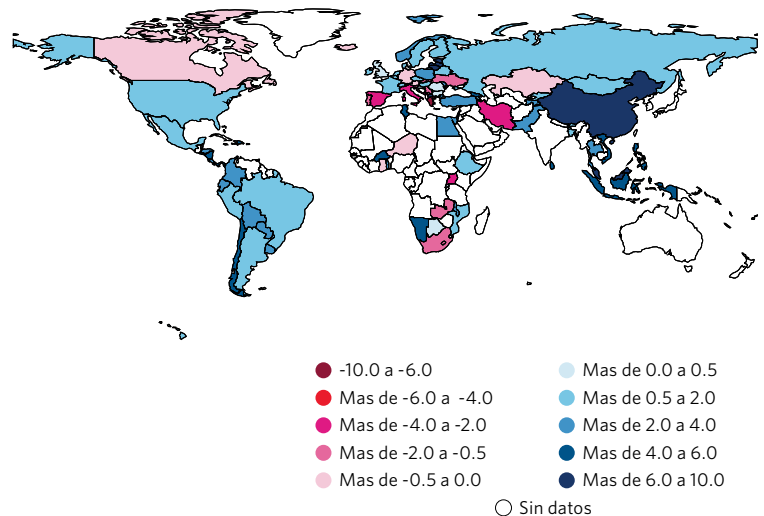 -10.0 a -6.0
Mas de -6.0 a -4.0
Mas de -4.0 a -2.0
Mas de -2.0 a -0.5
Mas de -0.5 a 0.0
Mas de 0.0 a 0.5
Mas de 0.5 a 2.0
Mas de 2.0 a 4.0
Mas de 4.0 a 6.0
Mas de 6.0 a 10.0
Sin datos